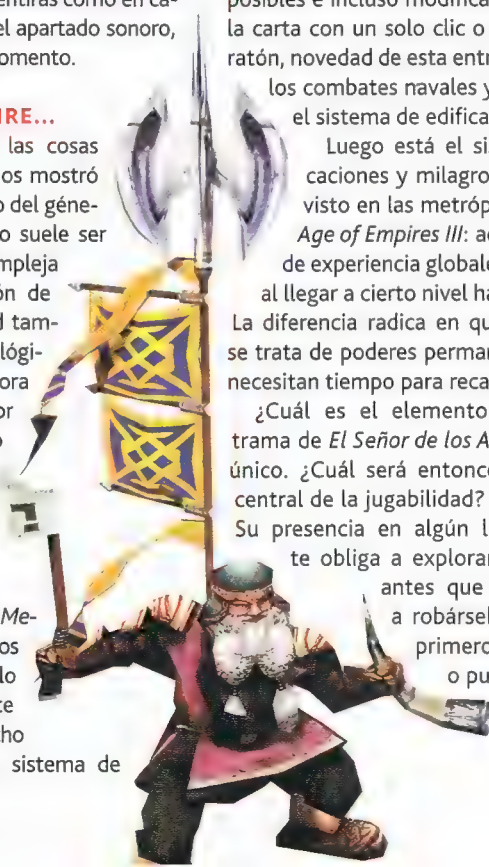 entiras como en ca-
el apartado sonoro,
omento.
IRE...
las cosas
os mostró
o del géne-
o suele ser
mpleja
ón de
d tam-
lógi-
ora
or
o
Me-
os
lo
te
ho
sistema de
posibles e incluso modifica
la carta con un solo clic o
ratón, novedad de esta entr
los combates navales y
el sistema de edifica
Luego está el si
caciones y milagro
visto en las metróp
Age of Empires III: a
de experiencia globale
al llegar a cierto nivel ha
La diferencia radica en qu
se trata de poderes permar
necesitan tiempo para reca
¿Cuál es el elemento
trama de El Señor de los A
único. ¿Cuál será entonc
central de la jugabilidad?
Su presencia en algún l
te obliga a explorar
antes que
a robársel
primero
o pu